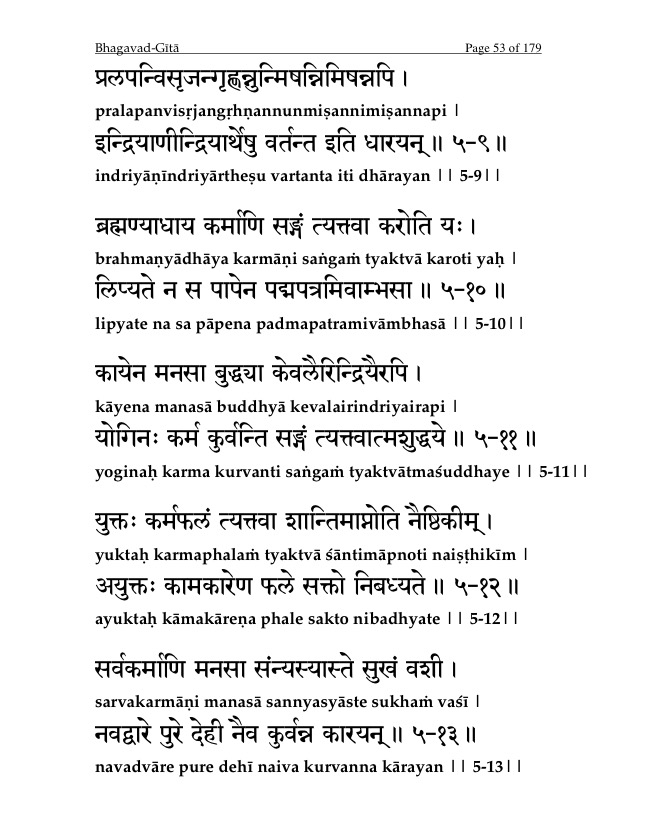 Bhagavad-Gītā Page 53 of 179
प्रलपन्विसृजन्गृह्णन्नुन्मिषन्निमिषन्नपि ।
pralapanvisṛjangṛhṇannunmiṣannimiṣannapi |
इन्द्रियाणीन्द्रियार्थेषु वर्तन्त इति धारयन् ॥ ५-९॥
indriyāṇīndriyārtheṣu vartanta iti dhārayan || 5-9||
ब्रह्मण्याधाय कर्माणि सङ्गं त्यक्त्वा करोति यः ।
brahmaṇyādhāya karmāṇi saṅgaṁ tyaktvā karoti yaḥ |
लिप्यते न स पापेन पद्मपत्रमिवाम्भसा ॥ ५-१०॥
lipyate na sa pāpena padmapatramivāmbhasā || 5-10||
कायेन मनसा बुद्ध्या केवलैरिन्द्रियैरपि ।
kāyena manasā buddhyā kevalairindriyairapi |
योगिनः कर्म कुर्वन्ति सङ्गं त्यक्त्वात्मशुद्धये ॥ ५-११॥
yoginaḥ karma kurvanti saṅgaṁ tyaktvātmaśuddhaye || 5-11||
युक्तः कर्मफलं त्यक्त्वा शान्तिमाप्नोति नैष्ठिकीम् ।
yuktaḥ karmaphalaṁ tyaktvā śāntimāpnoti naiṣṭhikīm |
अयुक्तः कामकारेण फले सक्तो निबध्यते ॥ ५-१२॥
ayuktaḥ kāmakāreṇa phale sakto nibadhyate || 5-12||
सर्वकर्माणि मनसा संन्यस्यास्ते सुखं वशी ।
sarvakarmāṇi manasā sannyasyāste sukhaṁ vaśī |
नवद्वारे पुरे देही नैव कुर्वन्न कारयन् ॥ ५-१३॥
navadvāre pure dehī naiva kurvanna kārayan || 5-13||